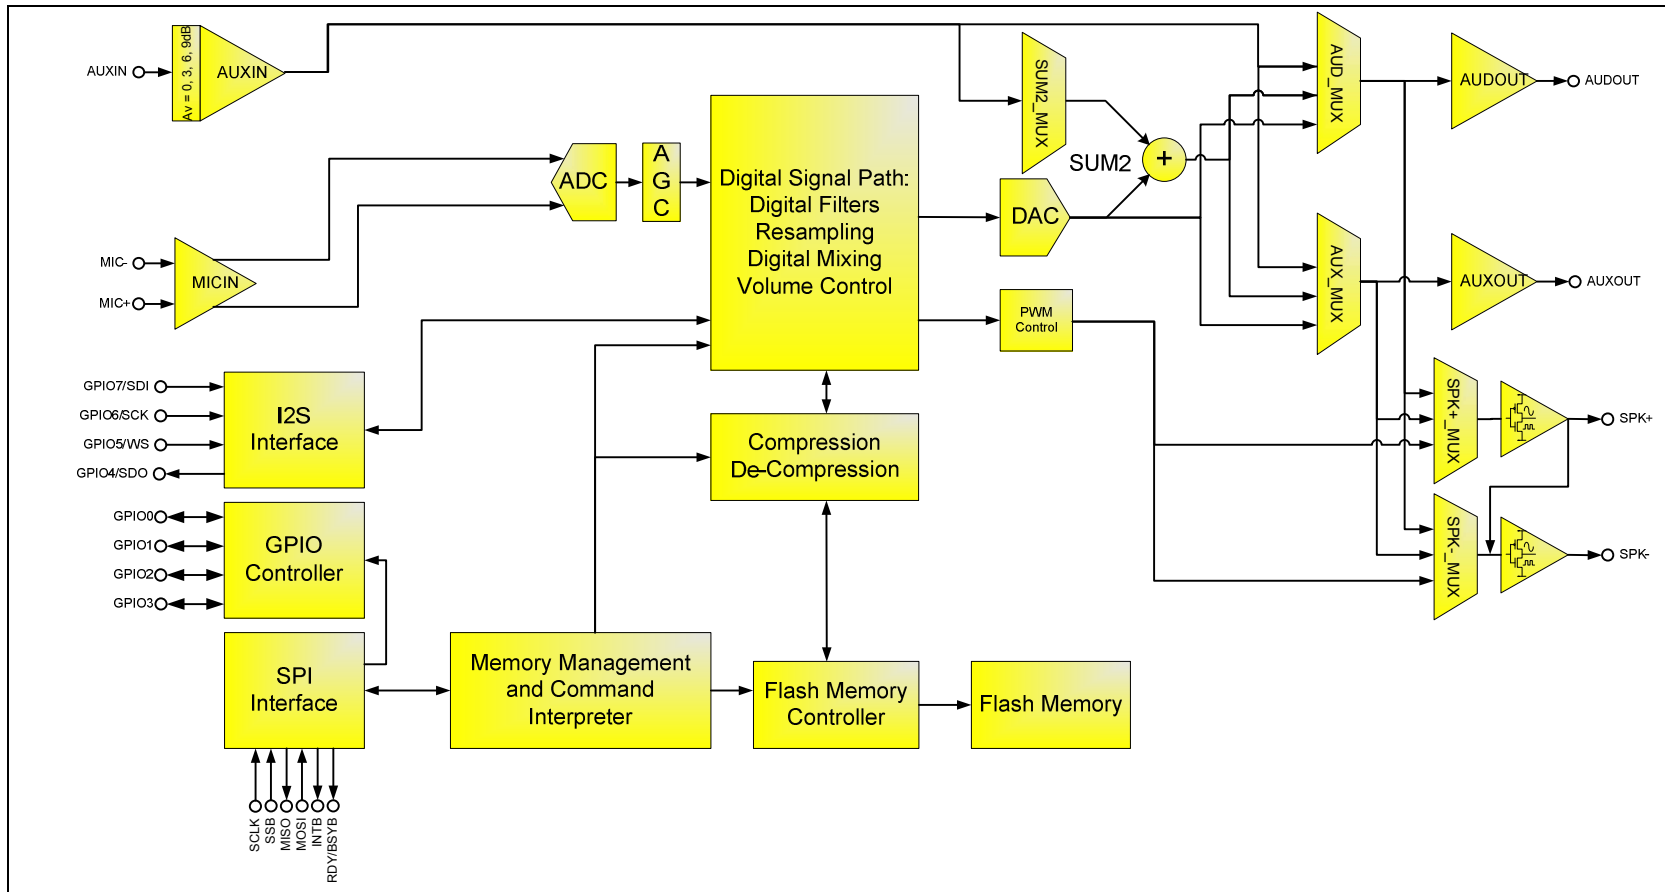 AUXIN
Av = 0, 3, 6, 9dB
AUXIN
MIC-
MIC+
MICIN
ADC
A
G
C
Digital Signal Path:
Digital Filters
Resampling
Digital Mixing
Volume Control
SUM2_MUX
SUM2
+
DAC
PWM
Control
AUD_MUX
AUDOUT
AUDOUT
AUX_MUX
AUXOUT
AUXOUT
SPK+_MUX
SPK+
SPK-_MUX
SPK-
GPIO7/SDI
GPIO6/SCK
GPIO5/WS
GPIO4/SDO
I2S
Interface
Compression
De-Compression
GPIO0
GPIO1
GPIO2
GPIO3
GPIO
Controller
SPI
Interface
Memory Management
and Command
Interpreter
Flash Memory
Controller
Flash Memory
SCLK
SSB
MISO
MOSI
INTB
RDY/BSYB